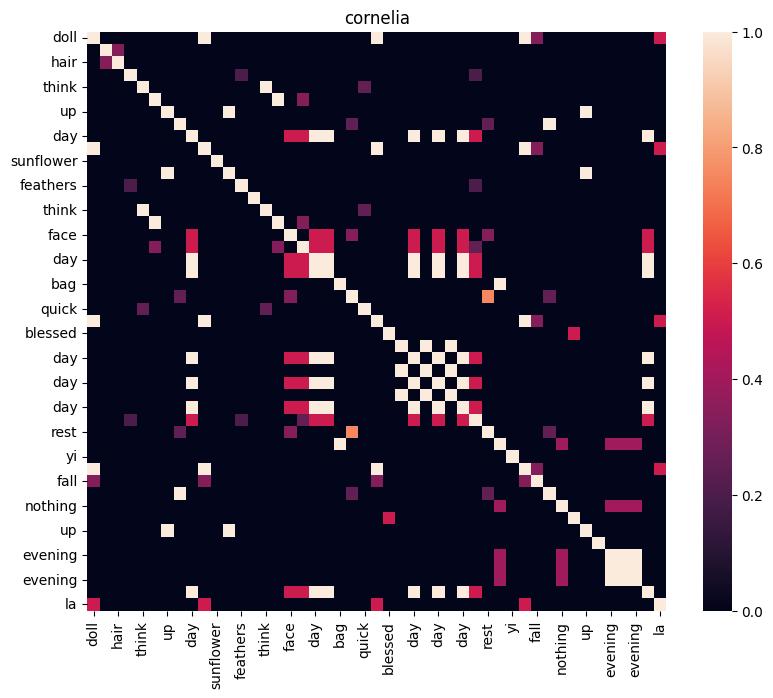 cornelia
doll
hair
think
up
day
sunflower
feathers
think
face
day
bag
quick
blessed
day
day
day
rest
yi
fall
nothing
up
evening
evening
la
doll
hair
think
up
day
sunflower
feathers
think
face
day
bag
quick
blessed
day
day
day
rest
yi
fall
nothing
up
evening
evening
la
1.0
0.8
0.6
0.4
0.2
0.0